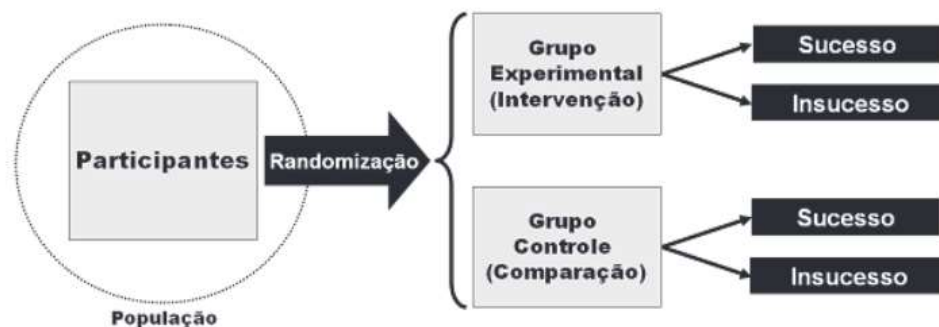 Participantes
População
Randomização
Grupo
Experimental
(Intervenção)
Sucesso
Insucesso
Grupo
Controle
(Comparação)
Sucesso
Insucesso